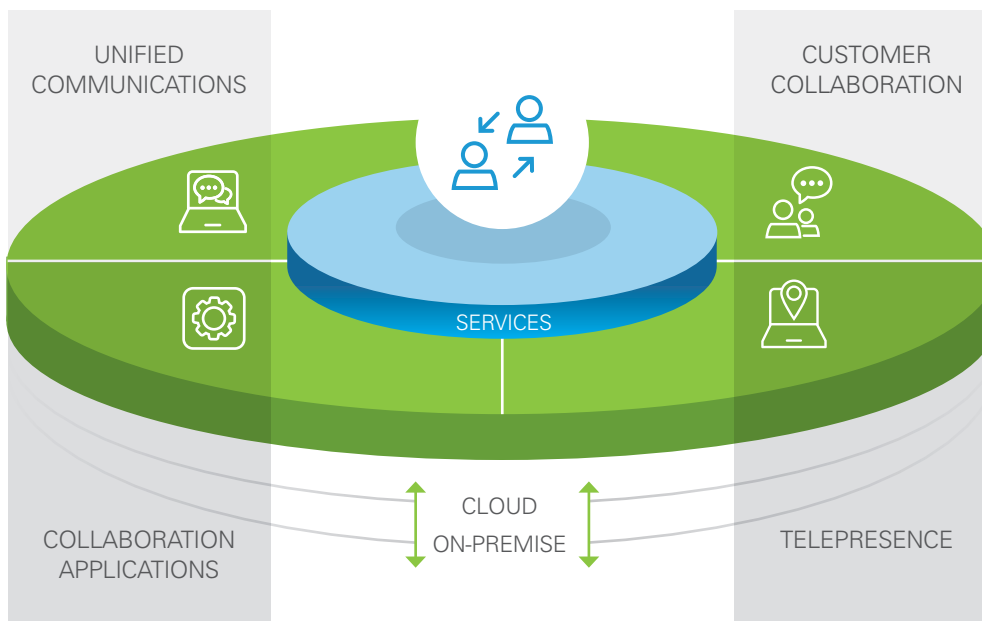 UNIFIED
COMMUNICATIONS
CUSTOMER
COLLABORATION
SERVICES
CLOUD
ON-PREMISE
COLLABORATION
APPLICATIONS
TELEPRESENCE